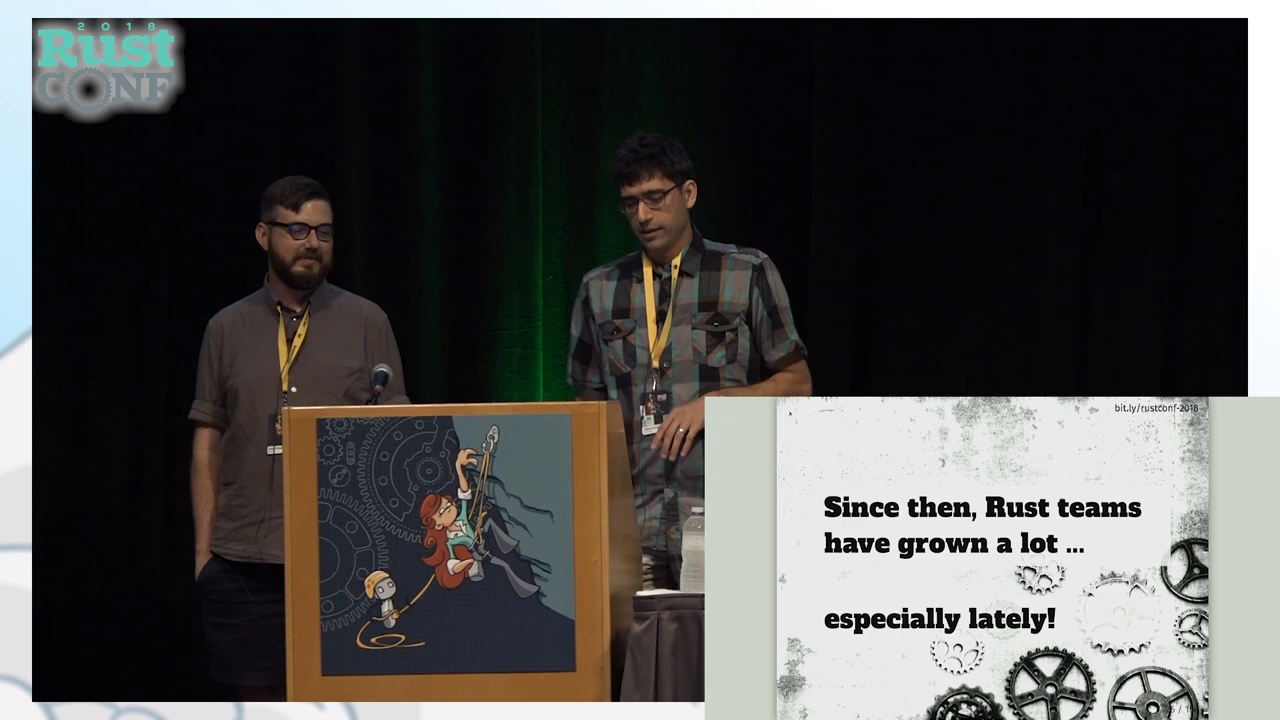 2018
Rust
CONF
bit.ly/rustconf-2018
Since then, Rust teams
have grown a lot ...
especially lately!